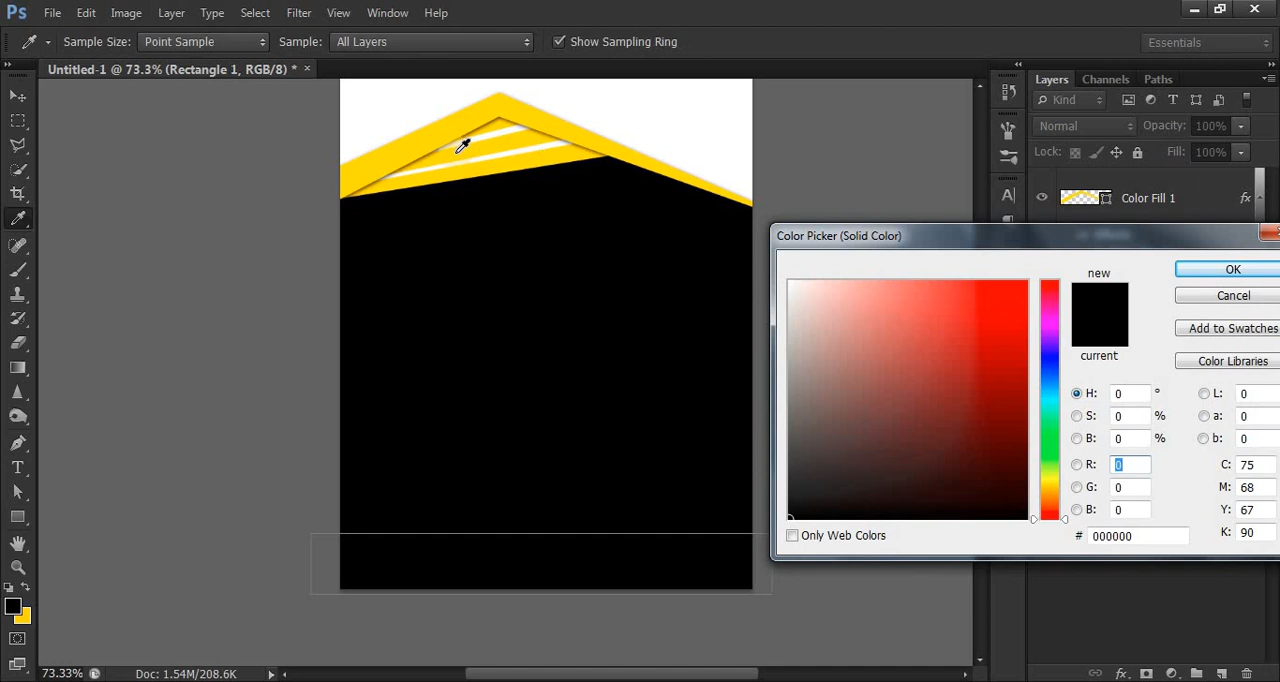 Ps File Edit Image Layer Type Select Filter View Window Help
Sample Size: Point Sample Sample: All Layers Show Sampling Ring Essentials
Untitled-1 @ 73.3% (Rectangle 1, RGB/8) * ×
Layers Channels Paths
Kind
Normal Opacity: 100%
Lock: Fill: 100%
Color Fill 1 fx
Color Picker (Solid Color)
new
OK
Cancel
Add to Swatches
current
Color Libraries
H: 0 ° L: 0
S: 0 % a: 0
B: 0 % b: 0
R: 0 C: 75
G: 0 M: 68
B: 0 Y: 67
Only Web Colors # 000000 K: 90
73.33% Doc: 1.54M/208.6K